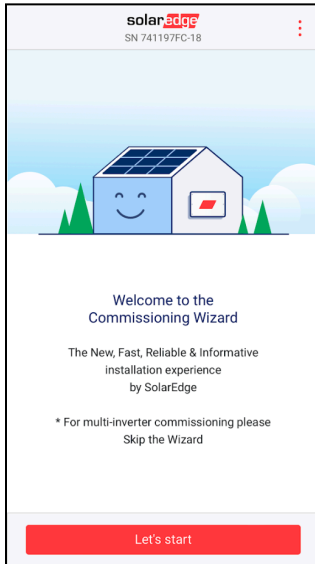 solaredge
SN 741197FC-18
Welcome to the
Commissioning Wizard
The New, Fast, Reliable & Informative
installation experience
by SolarEdge
* For multi-inverter commissioning please
Skip the Wizard
Let's start